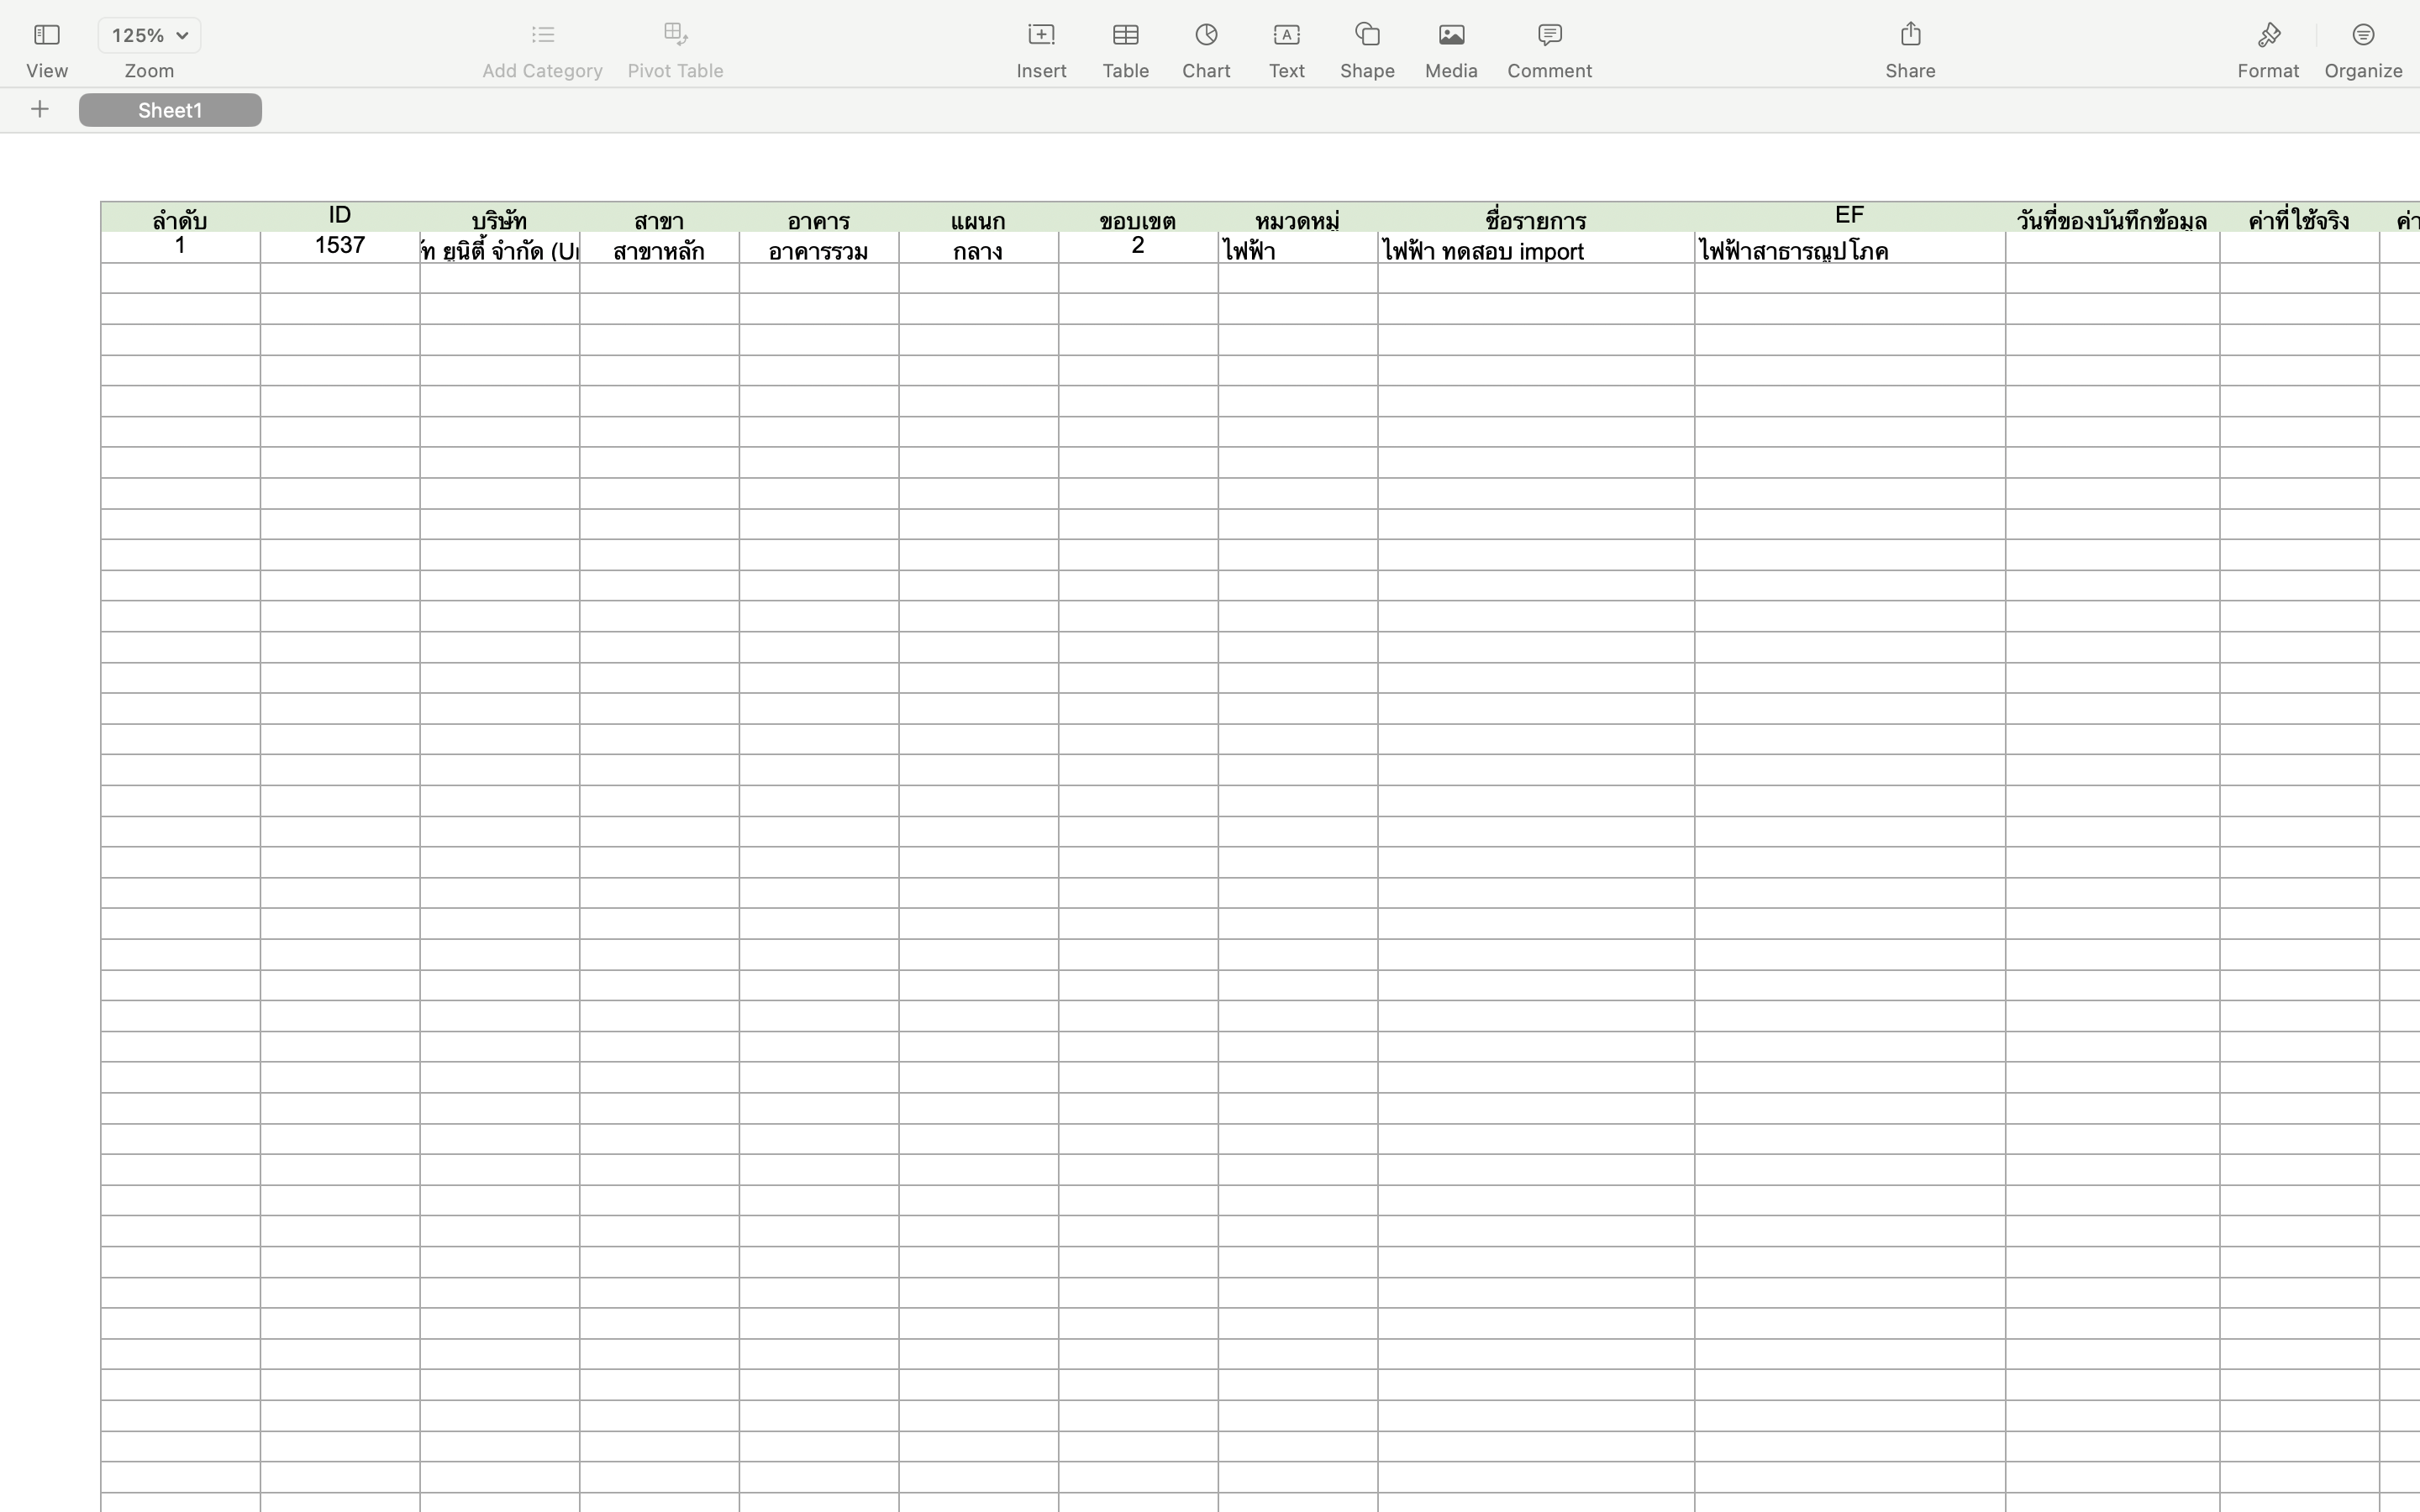 125%
View
Zoom
Add Category
Pivot Table
Insert
Table
Chart
Text
Shape
Media
Comment
Share
Format
Organize
Sheet1
ลำดับ ID บริษัท สาขา อาคาร แผนก ขอบเขต หมวดหมู่ ชื่อรายการ EF วันที่ของบันทึกข้อมูล ค่าที่ใช้จริง
1 1537 ยูนิตี้ จำกัด สาขาหลัก อาคารรวม กลาง 2 ไฟฟ้า ไฟฟ้า ทดสอบ import ไฟฟ้าสาธารณูปโภค